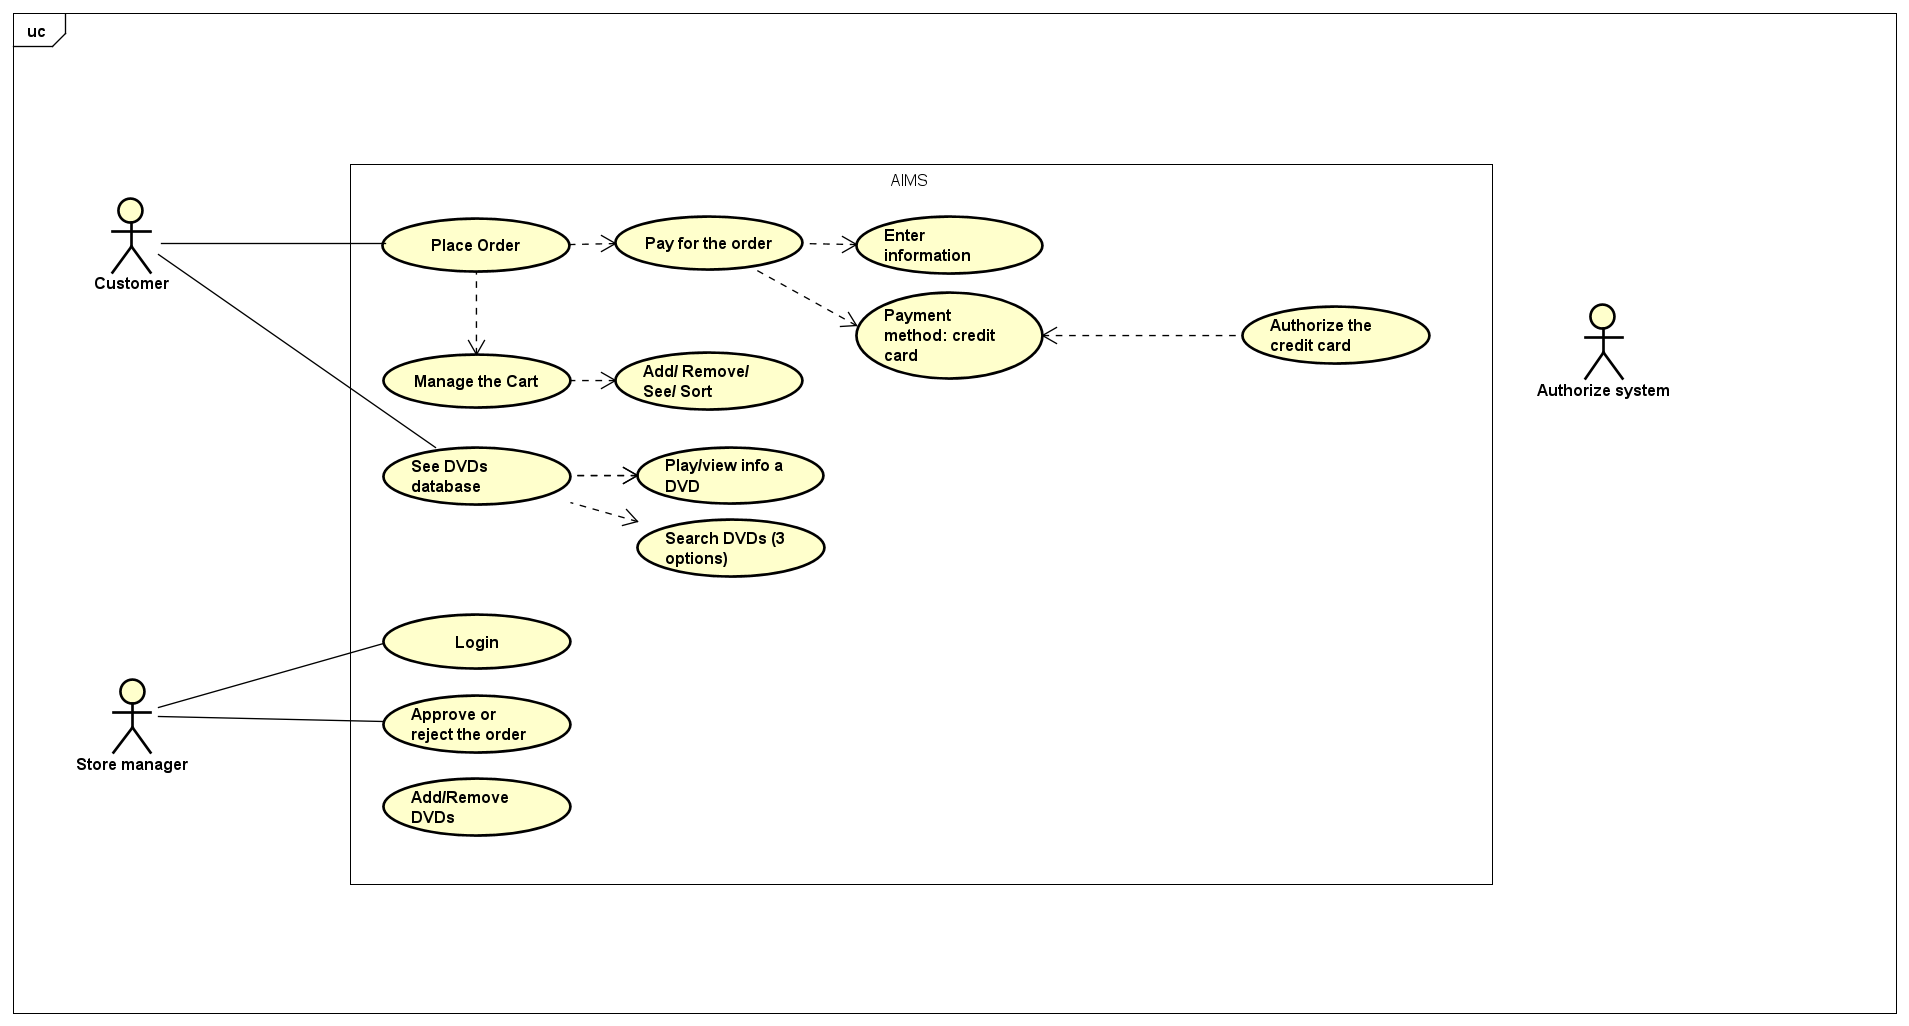 uc
AIMS
Customer
Place Order
Pay for the order
Enter
information
Payment
method: credit
card
Authorize the
credit card
Authorize system
Manage the Cart
Add/ Remove/
See/ Sort
See DVDs
database
Play/view info a
DVD
Search DVDs (3
options)
Login
Store manager
Approve or
reject the order
Add/Remove
DVDs